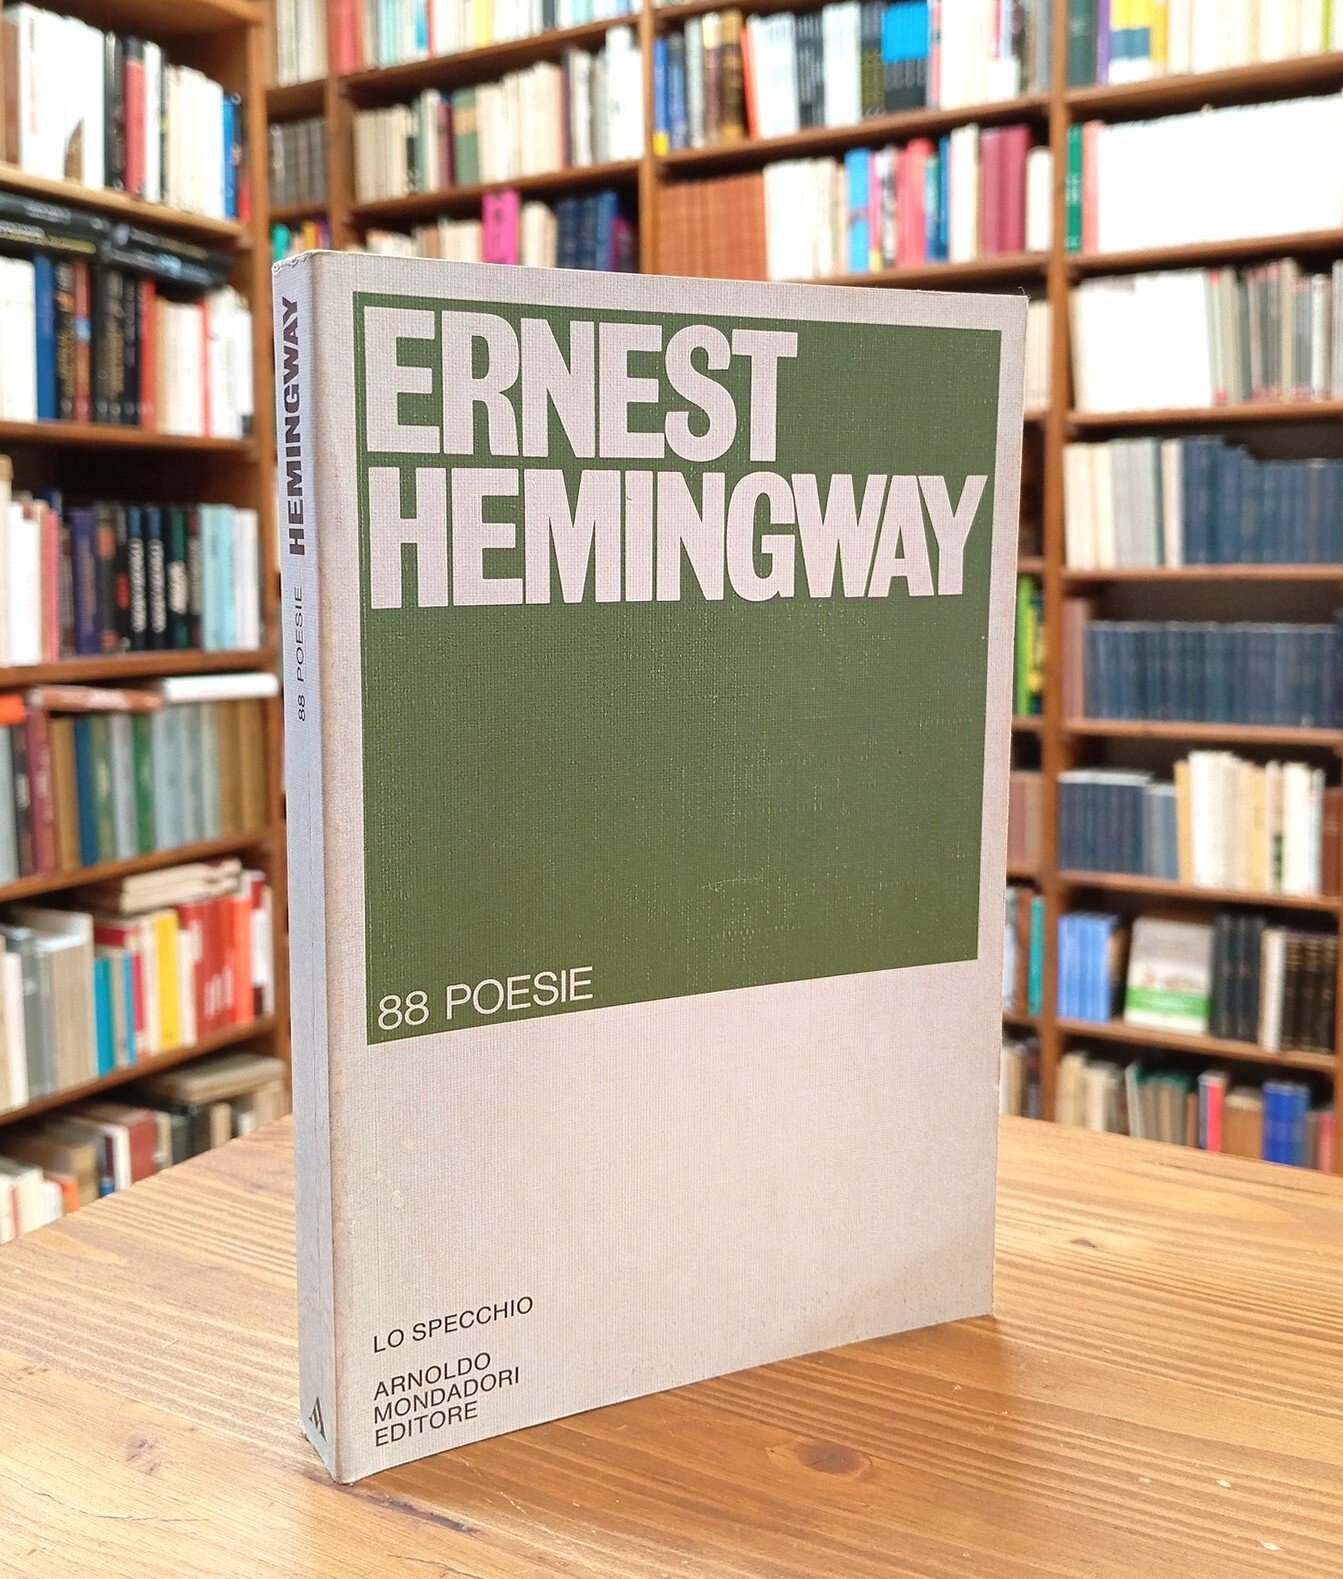 ERNEST
HEMINGWAY
88 POESIE
LO SPECCHIO
ARNOLDO
MONDADORI
EDITORE
HEMINGWAY
88 POESIE